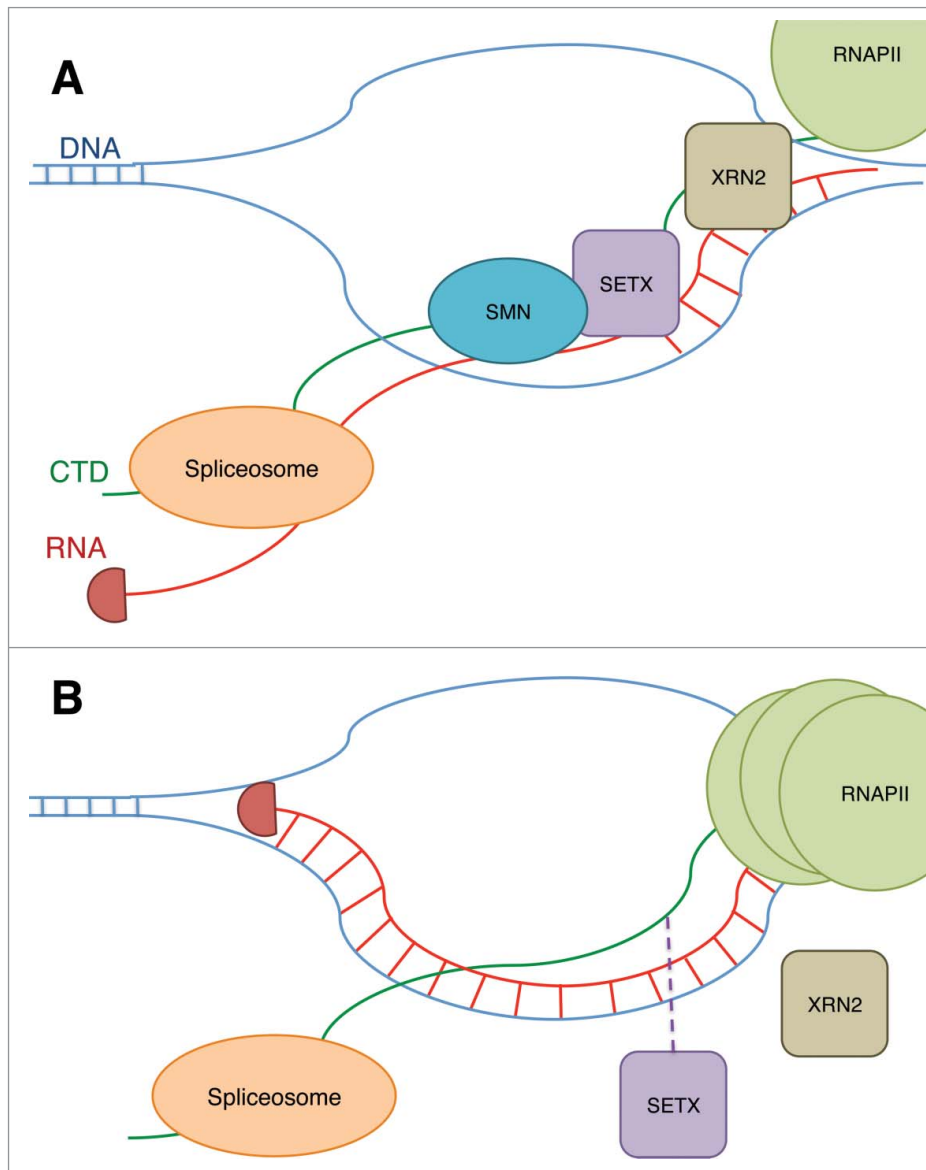 A
RNAPII
DNA
XRN2
SETX
SMN
Spliceosome
CTD
RNA
B
RNAPII
XRN2
SETX
Spliceosome